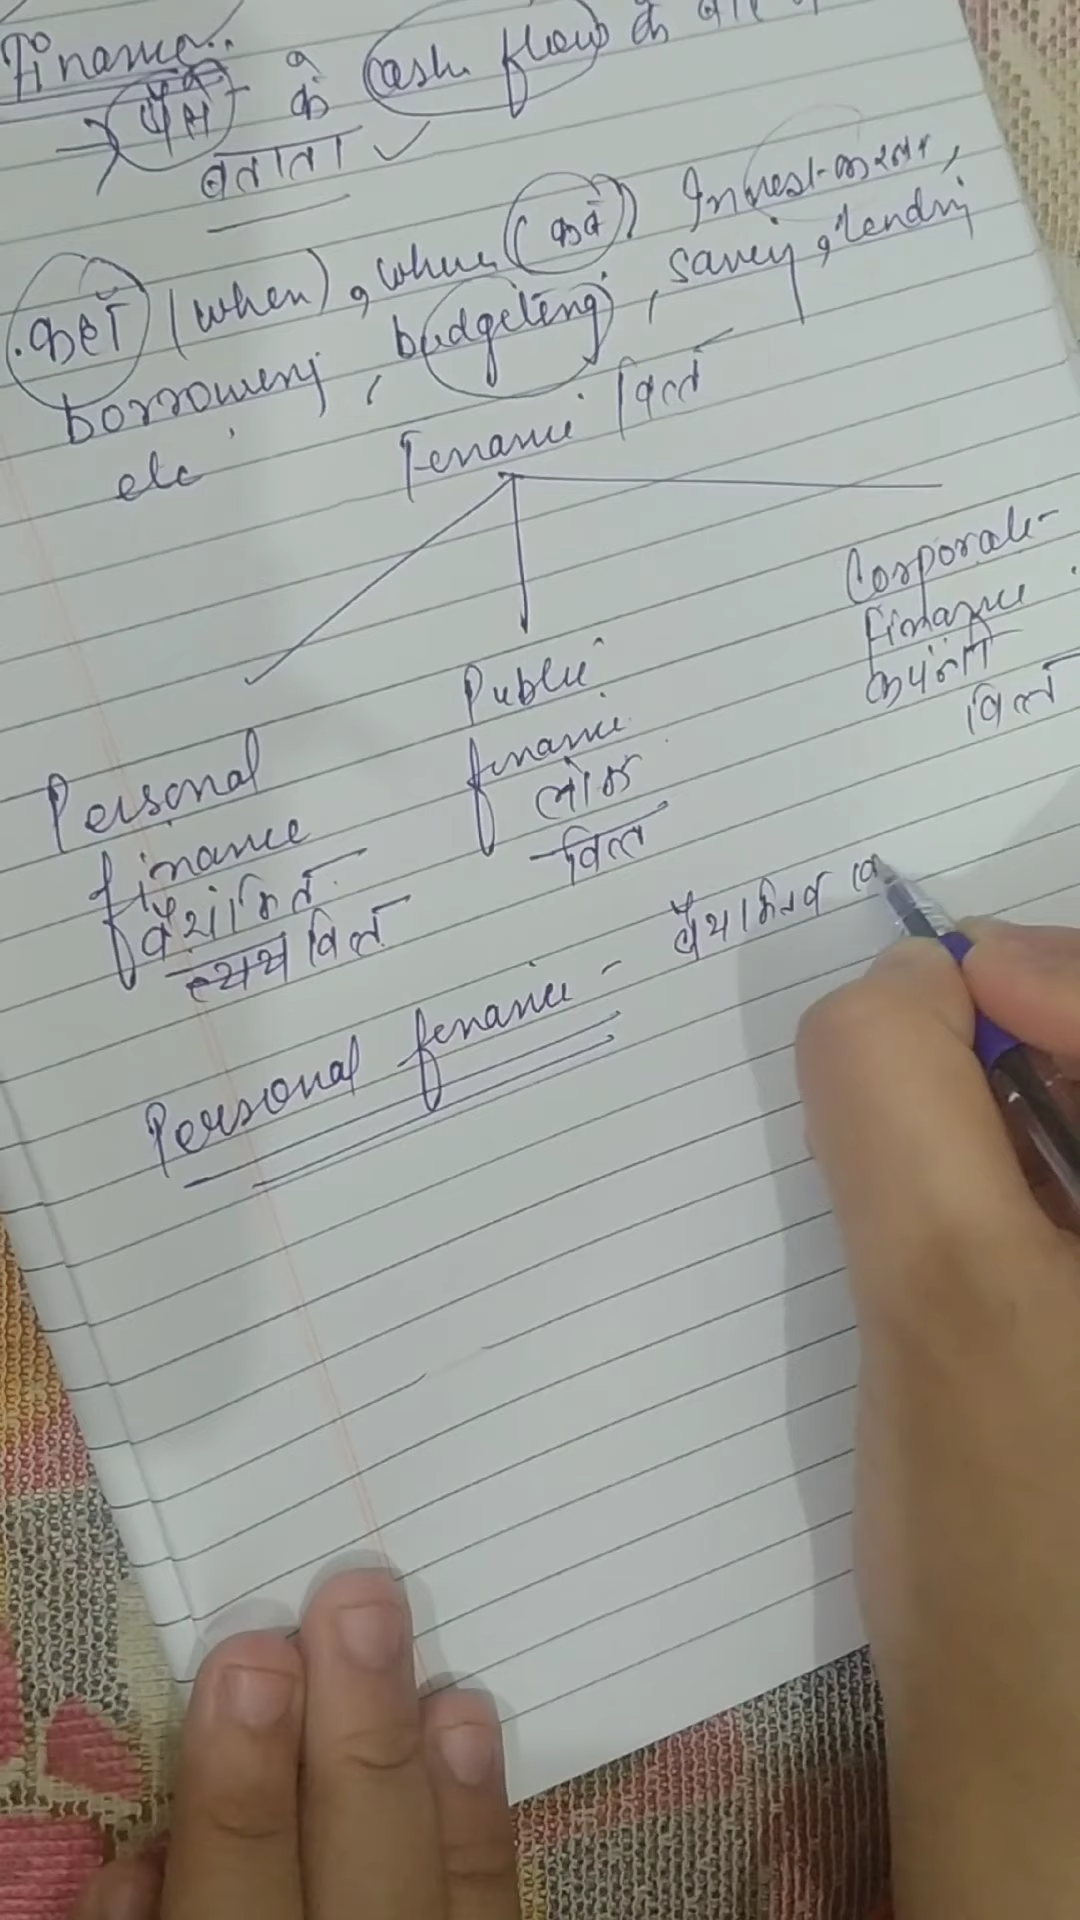 Finance..
→ पैसे के cash flow के बारे
बताना ✓
कहाँ (when), where (कब) Invest करना,
borrowing, budgeting, saving, lending
etc
Finance वित्त
Personal finance वैयक्तिक वित्त
Public finance लोक वित्त
Corporate finance कंपनी वित्त
Personal finance - वैयक्तिक वि